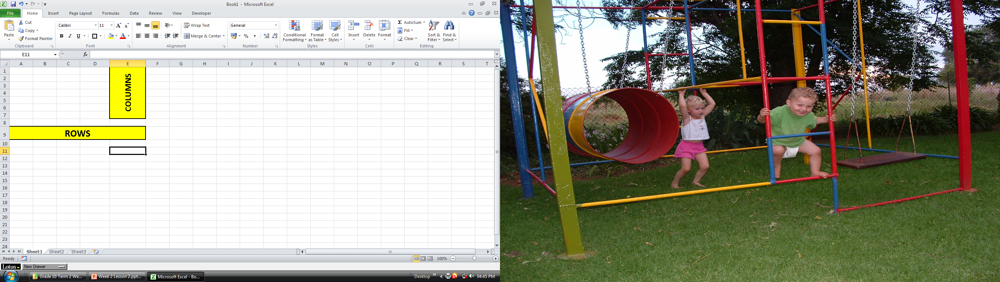 Book1 - Microsoft Excel
File Home Insert Page Layout Formulas Data Review View Developer
Paste
Cut
Copy
Format Painter
Clipboard
Calibri 11
B I U
Font
Wrap Text
Merge & Center
Alignment
General
% ,
Number
Conditional Formatting
Format as Table
Cell Styles
Styles
Insert Delete Format
Cells
Σ AutoSum
Fill
Clear
Sort & Filter
Find & Select
Editing
E11 fx
A B C D E F G H I J K L M N O P Q R S T
1
2
3
4
5
6
7
COLUMNS
8
9 ROWS
10
11
12
13
14
15
16
17
18
19
20
21
22
23
24
Sheet1 Sheet2 Sheet3
Ready 100%
Lotus New Drawer
Grade 10 Term 2 We... Week 2 Lesson 2.ppt... Microsoft Excel - Bo... Desktop 04:45 PM